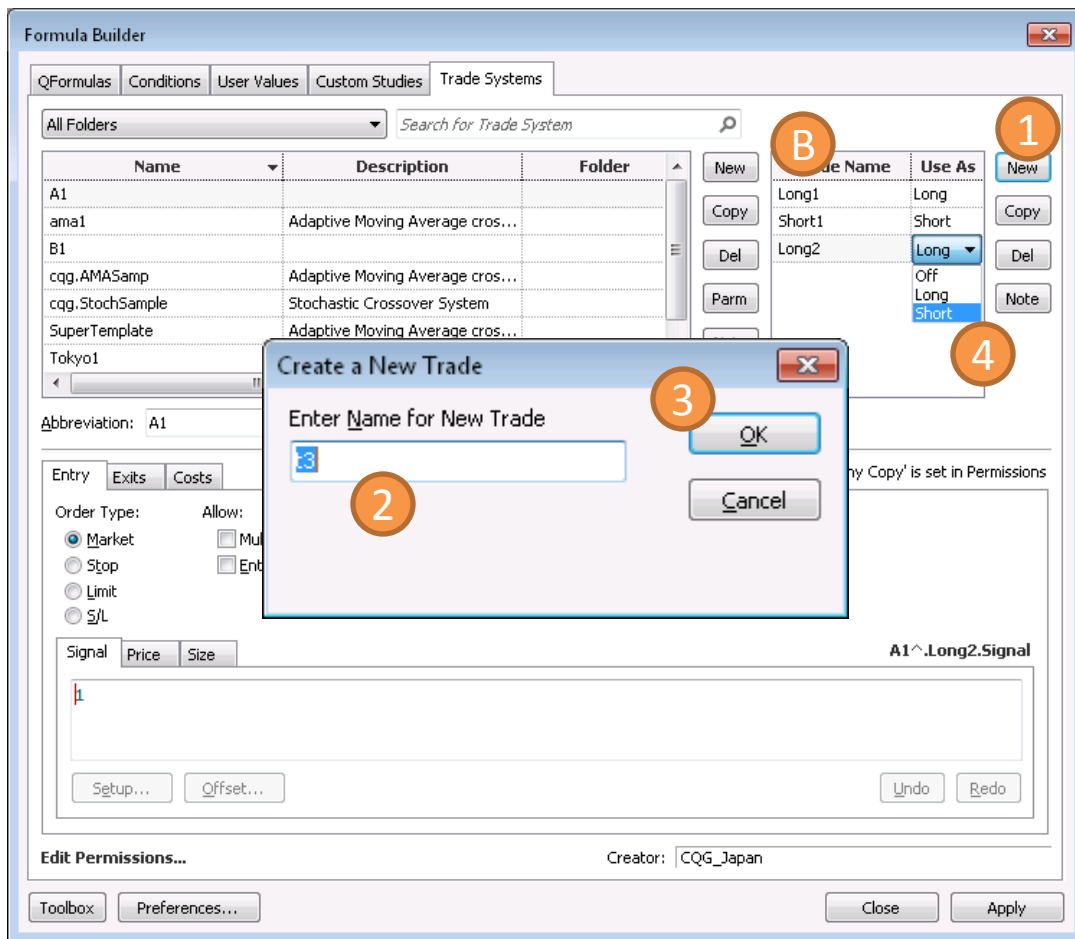 Formula Builder
QFormulas Conditions User Values Custom Studies Trade Systems
All Folders Search for Trade System 1
B
Name Description Folder New de Name Use As New
A1 Long1 Long
ama1 Adaptive Moving Average cros... Copy Short1 Short Copy
B1 Del Long2 Long Del
cqg.AMASamp Adaptive Moving Average cros... Off
cqg.StochSample Stochastic Crossover System Parm Long Note
Short
SuperTemplate Adaptive Moving Average cros...
Tokyo1
4
Create a New Trade
3
Abbreviation: A1 Enter Name for New Trade OK
t3
2
Cancel
Entry Exits Costs ny Copy' is set in Permissions
Order Type: Allow:
Market Mul
Stop Ent
Limit
S/L
Signal Price Size A1^.Long2.Signal
1
Setup... Offset... Undo Redo
Edit Permissions... Creator: CQG_Japan
Toolbox Preferences... Close Apply